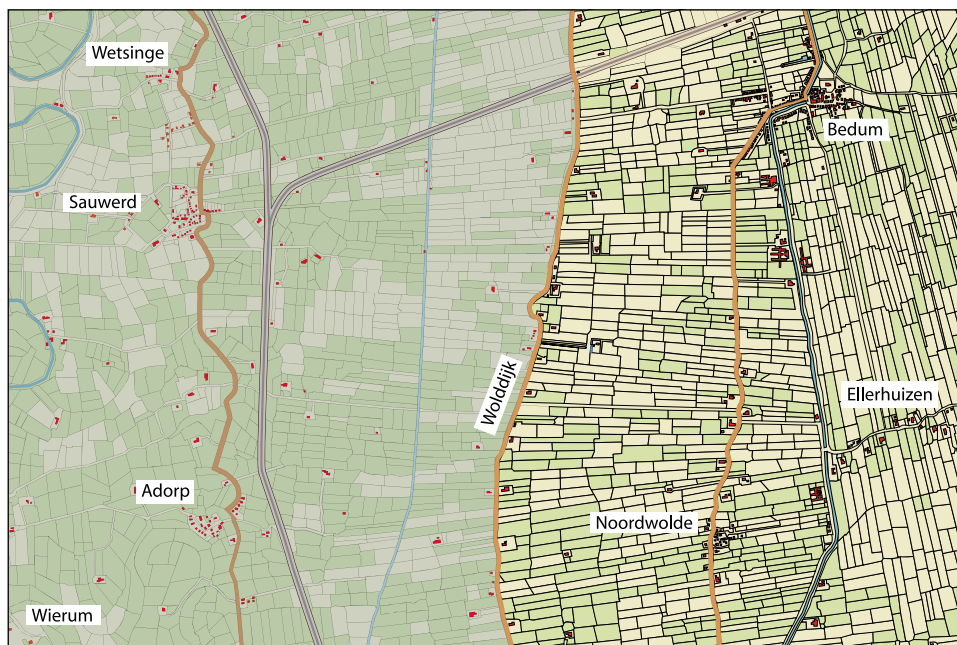 Wetsinge
Bedum
Sauwerd
Wolddijk
Ellerhuizen
Adorp
Noordwolde
Wierum